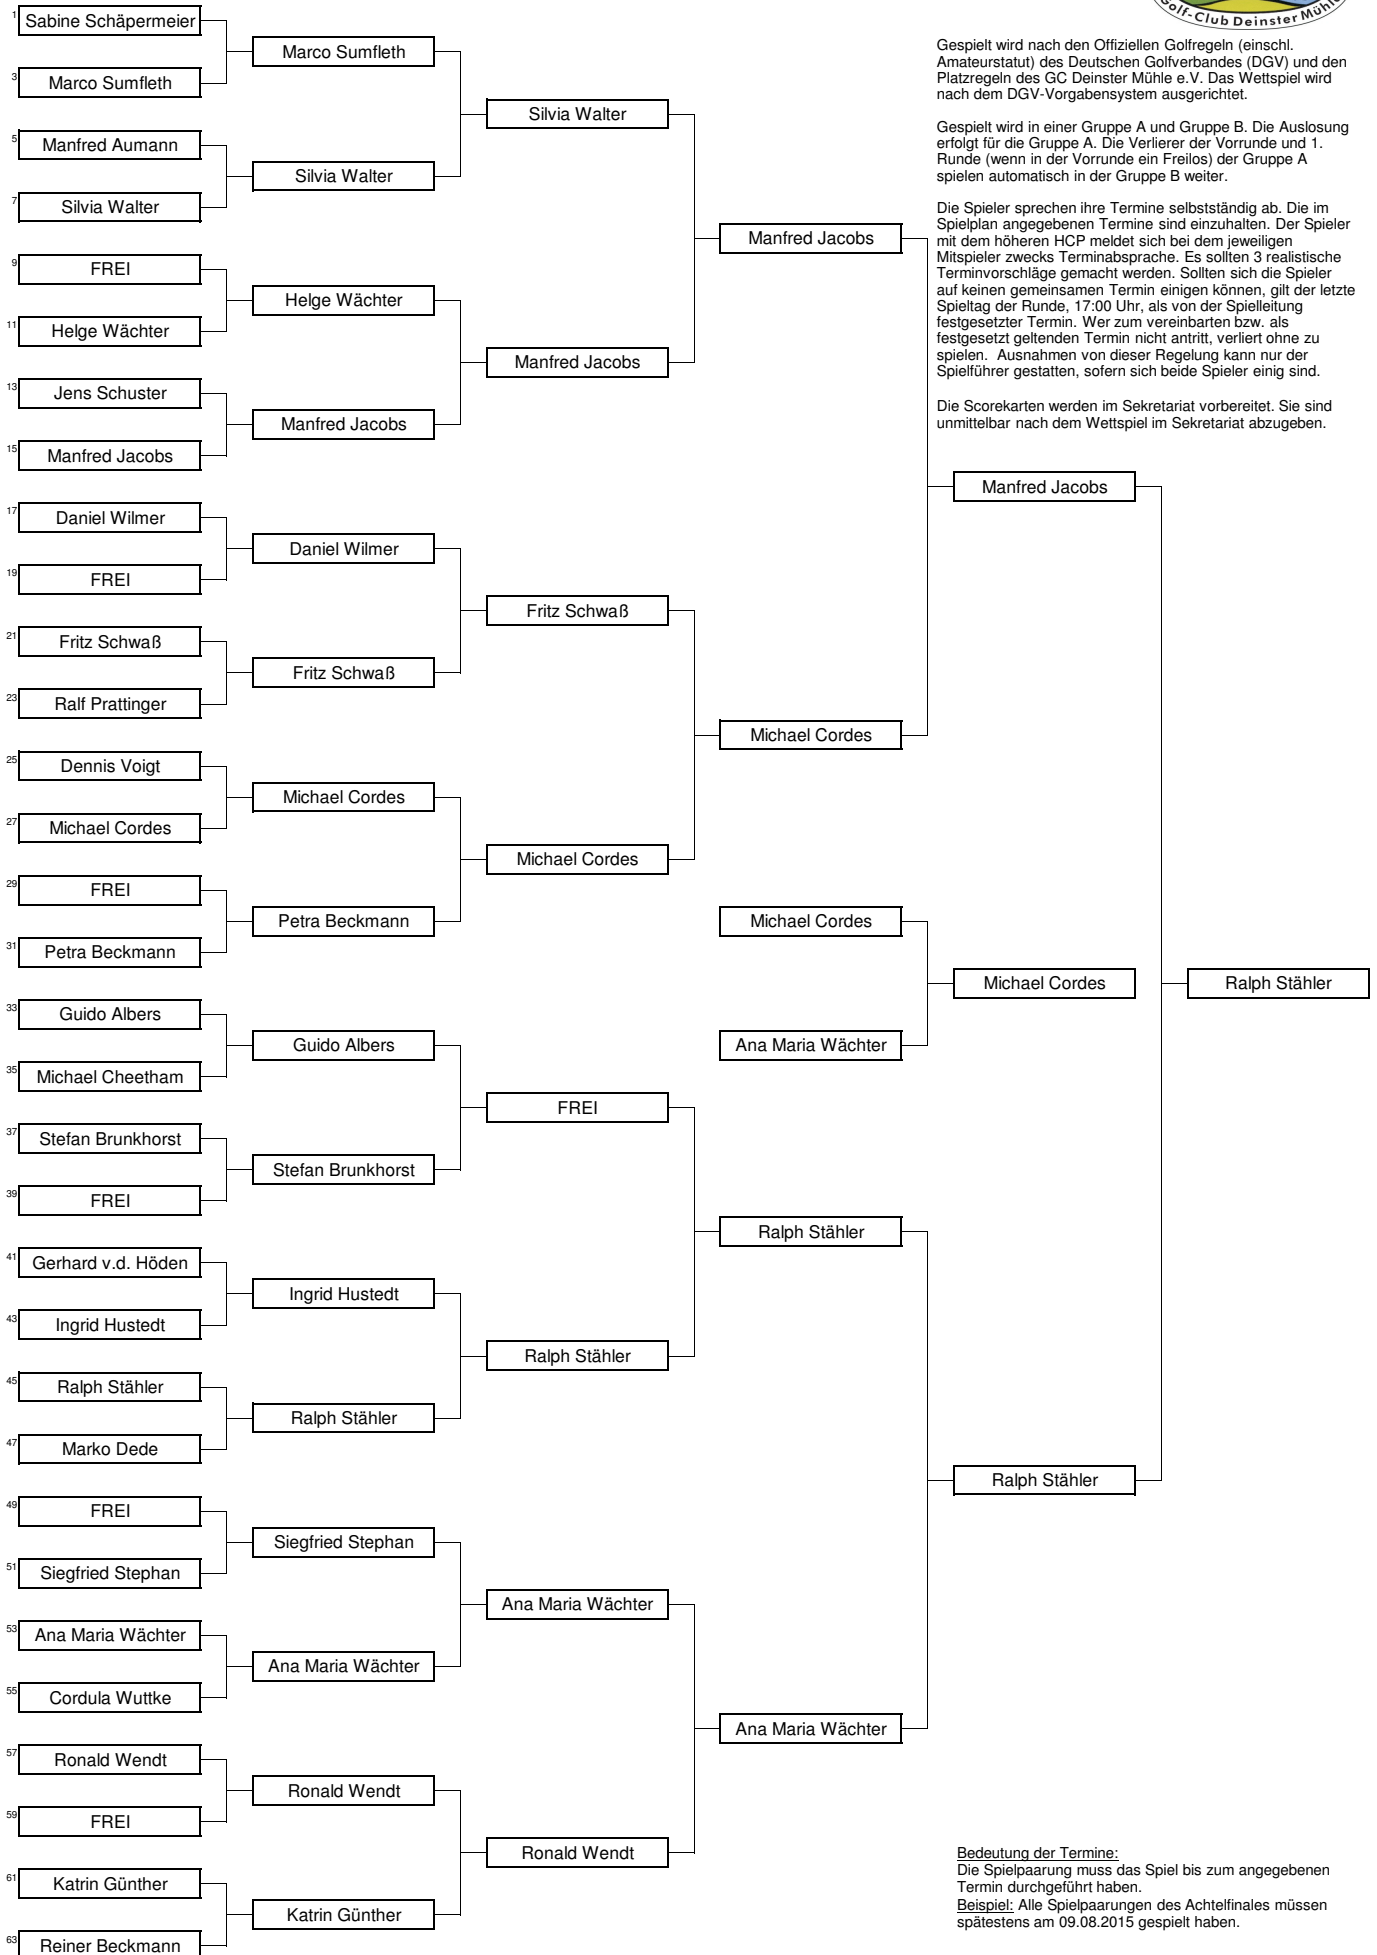 Golf-Club Deinster Mühle
Gespielt wird nach den Offiziellen Golfregeln (einschl.
Amateurstatut) des Deutschen Golfverbandes (DGV) und den
Platzregeln des GC Deinster Mühle e.V. Das Wettspiel wird
nach dem DGV-Vorgabensystem ausgerichtet.
Gespielt wird in einer Gruppe A und Gruppe B. Die Auslosung
erfolgt für die Gruppe A. Die Verlierer der Vorrunde und 1.
Runde (wenn in der Vorrunde ein Freilos) der Gruppe A
spielen automatisch in der Gruppe B weiter.
Die Spieler sprechen ihre Termine selbstständig ab. Die im
Spielplan angegebenen Termine sind einzuhalten. Der Spieler
mit dem höheren HCP meldet sich bei dem jeweiligen
Mitspieler zwecks Terminabsprache. Es sollten 3 realistische
Terminvorschläge gemacht werden. Sollten sich die Spieler
auf keinen gemeinsamen Termin einigen können, gilt der letzte
Spieltag der Runde, 17:00 Uhr, als von der Spielleitung
festgesetzter Termin. Wer zum vereinbarten bzw. als
festgesetzt geltenden Termin nicht antritt, verliert ohne zu
spielen. Ausnahmen von dieser Regelung kann nur der
Spielführer gestatten, sofern sich beide Spieler einig sind.
Die Scorekarten werden im Sekretariat vorbereitet. Sie sind
unmittelbar nach dem Wettspiel im Sekretariat abzugeben.
1 Sabine Schäpermeier
3 Marco Sumfleth
5 Manfred Aumann
7 Silvia Walter
9 FREI
11 Helge Wächter
13 Jens Schuster
15 Manfred Jacobs
17 Daniel Wilmer
19 FREI
21 Fritz Schwaß
23 Ralf Prattinger
25 Dennis Voigt
27 Michael Cordes
29 FREI
31 Petra Beckmann
33 Guido Albers
35 Michael Cheetham
37 Stefan Brunkhorst
39 FREI
41 Gerhard v.d. Höden
43 Ingrid Hustedt
45 Ralph Stähler
47 Marko Dede
49 FREI
51 Siegfried Stephan
53 Ana Maria Wächter
55 Cordula Wuttke
57 Ronald Wendt
59 FREI
61 Katrin Günther
63 Reiner Beckmann
Marco Sumfleth
Silvia Walter
Helge Wächter
Manfred Jacobs
Daniel Wilmer
Fritz Schwaß
Michael Cordes
Petra Beckmann
Guido Albers
Stefan Brunkhorst
Ingrid Hustedt
Ralph Stähler
Siegfried Stephan
Ana Maria Wächter
Ronald Wendt
Katrin Günther
Silvia Walter
Manfred Jacobs
Fritz Schwaß
Michael Cordes
FREI
Ralph Stähler
Ana Maria Wächter
Ronald Wendt
Manfred Jacobs
Michael Cordes
Michael Cordes
Ana Maria Wächter
Ralph Stähler
Ana Maria Wächter
Manfred Jacobs
Michael Cordes
Ralph Stähler
Ralph Stähler
Bedeutung der Termine:
Die Spielpaarung muss das Spiel bis zum angegebenen
Termin durchgeführt haben.
Beispiel: Alle Spielpaarungen des Achtelfinales müssen
spätestens am 09.08.2015 gespielt haben.